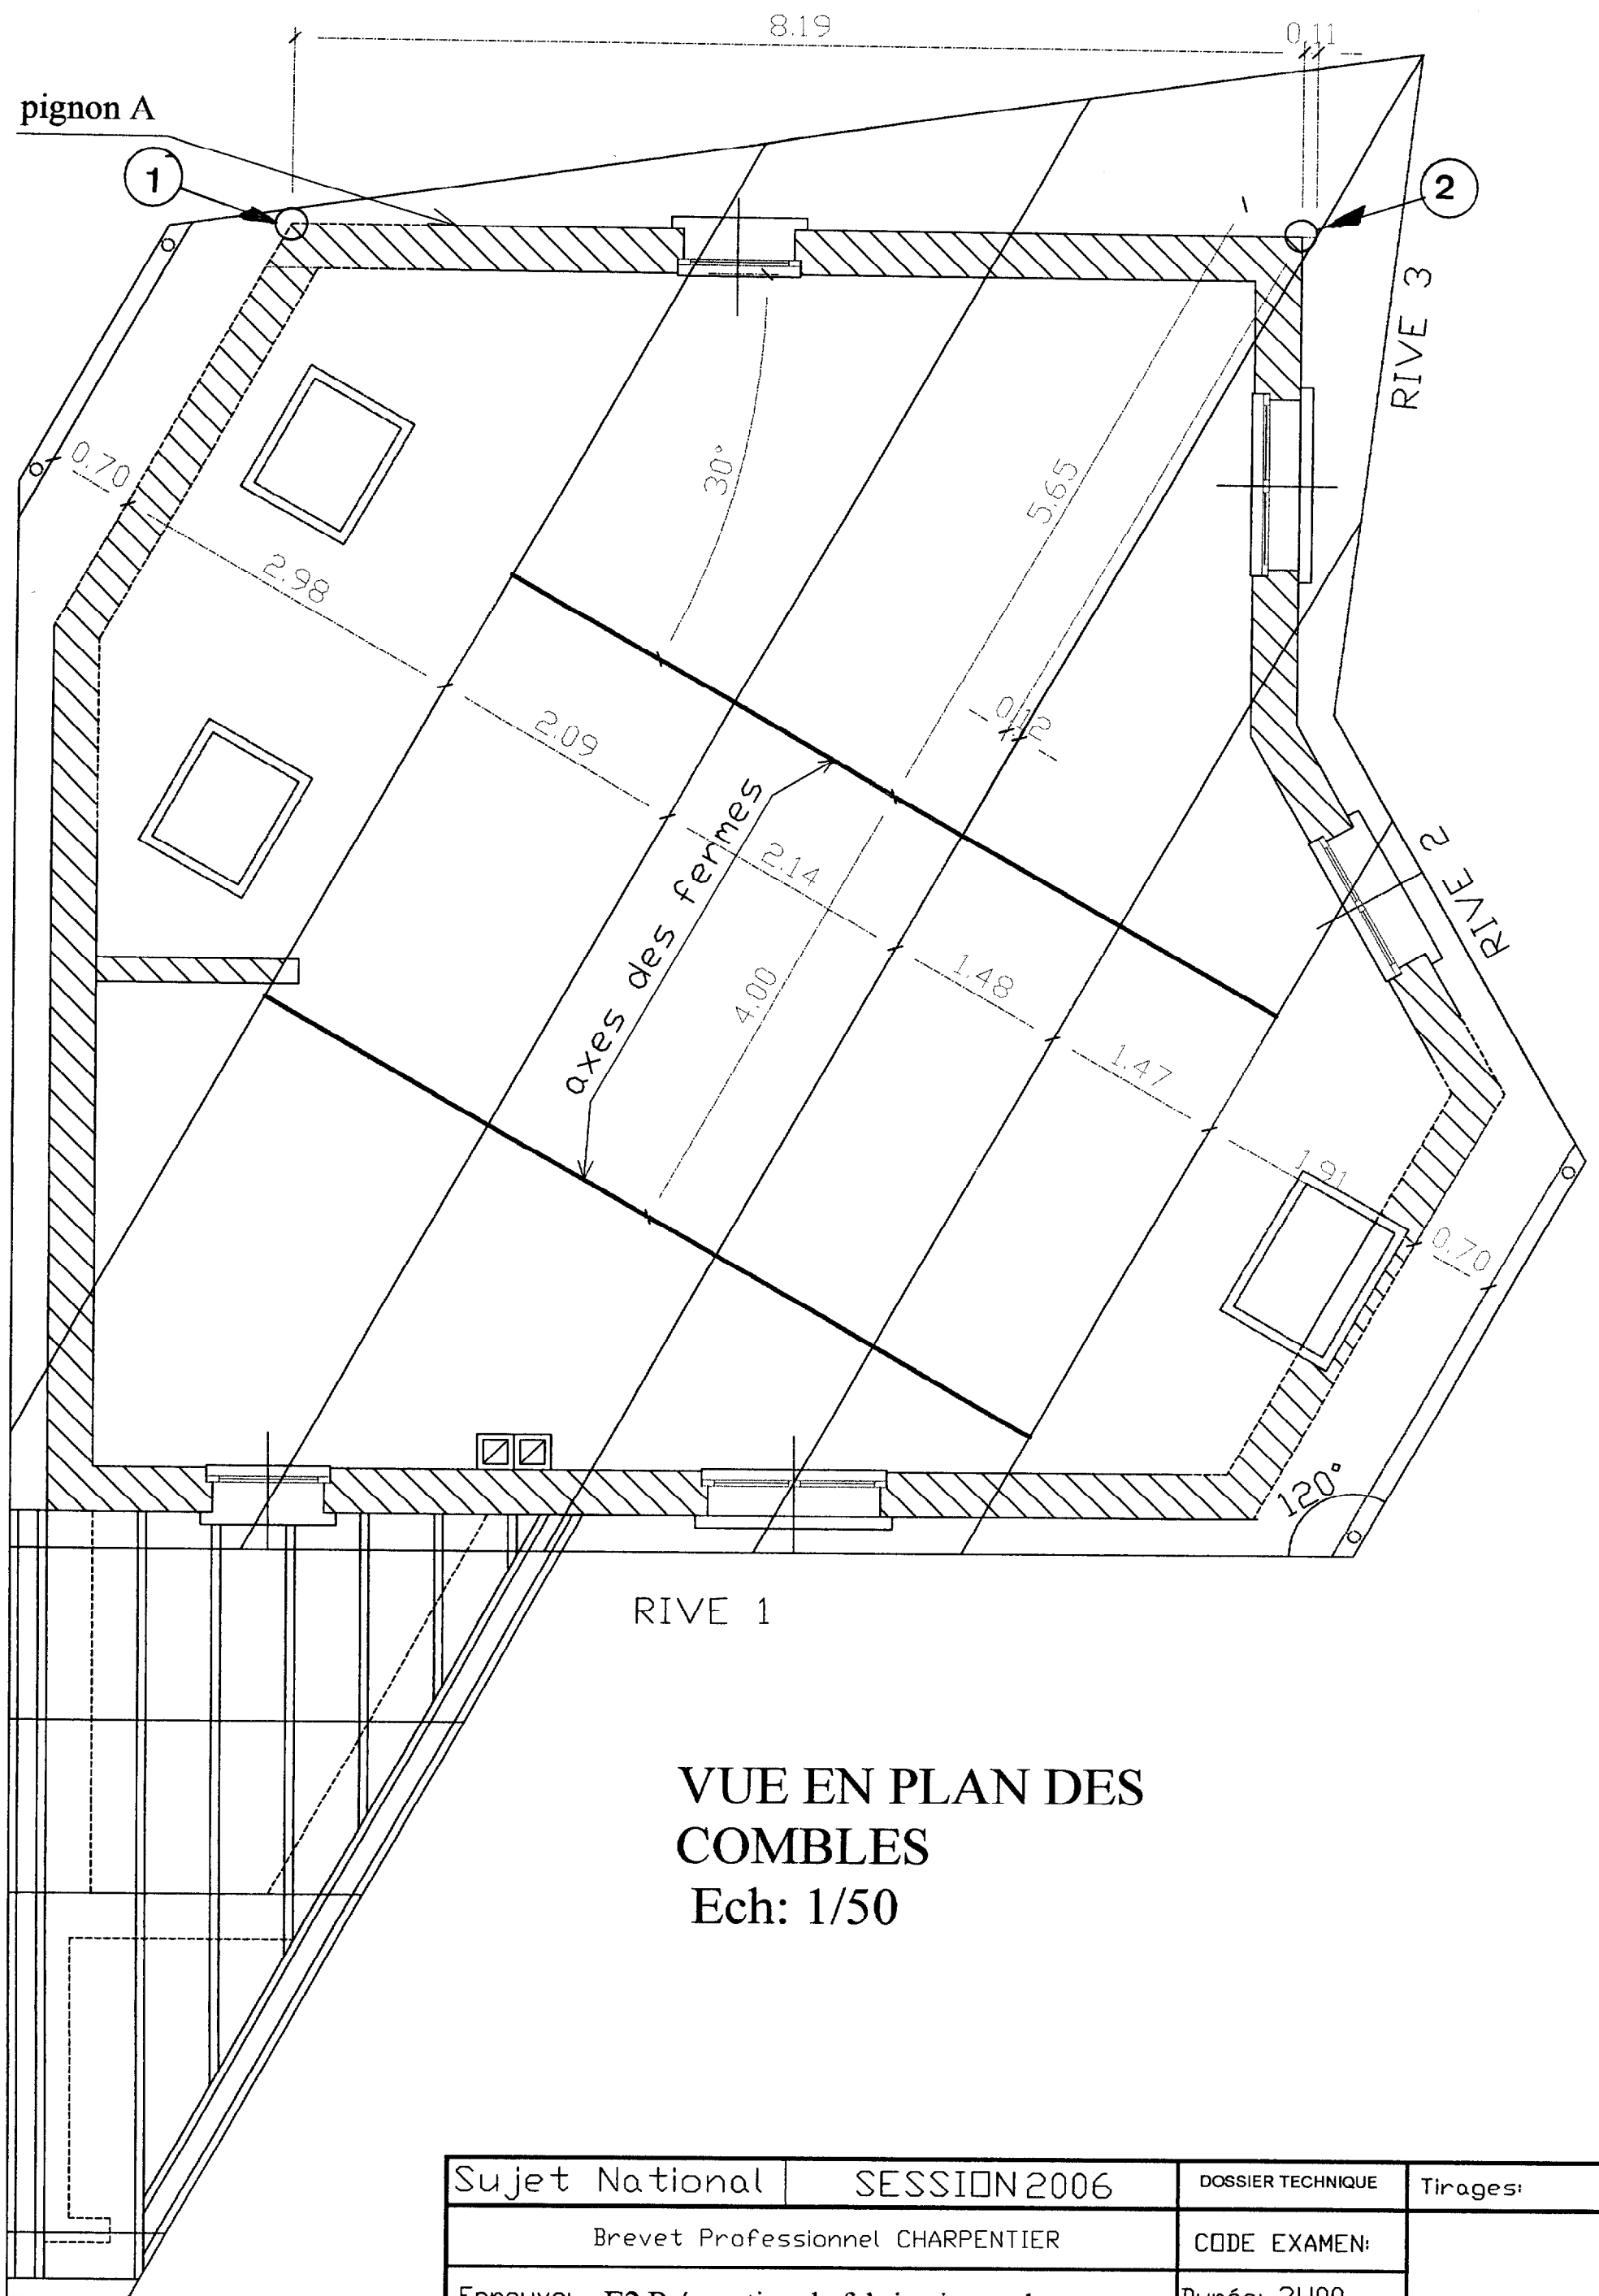 8.19
0.11
pignon A
1
2
RIVE 3
0.70
30°
5.65
2.98
2.09
0.12
axes des fermes
2.14
RIVE 2
4.00
1.48
1.47
1.91
0.70
120°
RIVE 1
VUE EN PLAN DES
COMBLES
Ech: 1/50
Sujet National
SESSION 2006
DOSSIER TECHNIQUE
Tirages:
Brevet Professionnel CHARPENTIER
CODE EXAMEN: